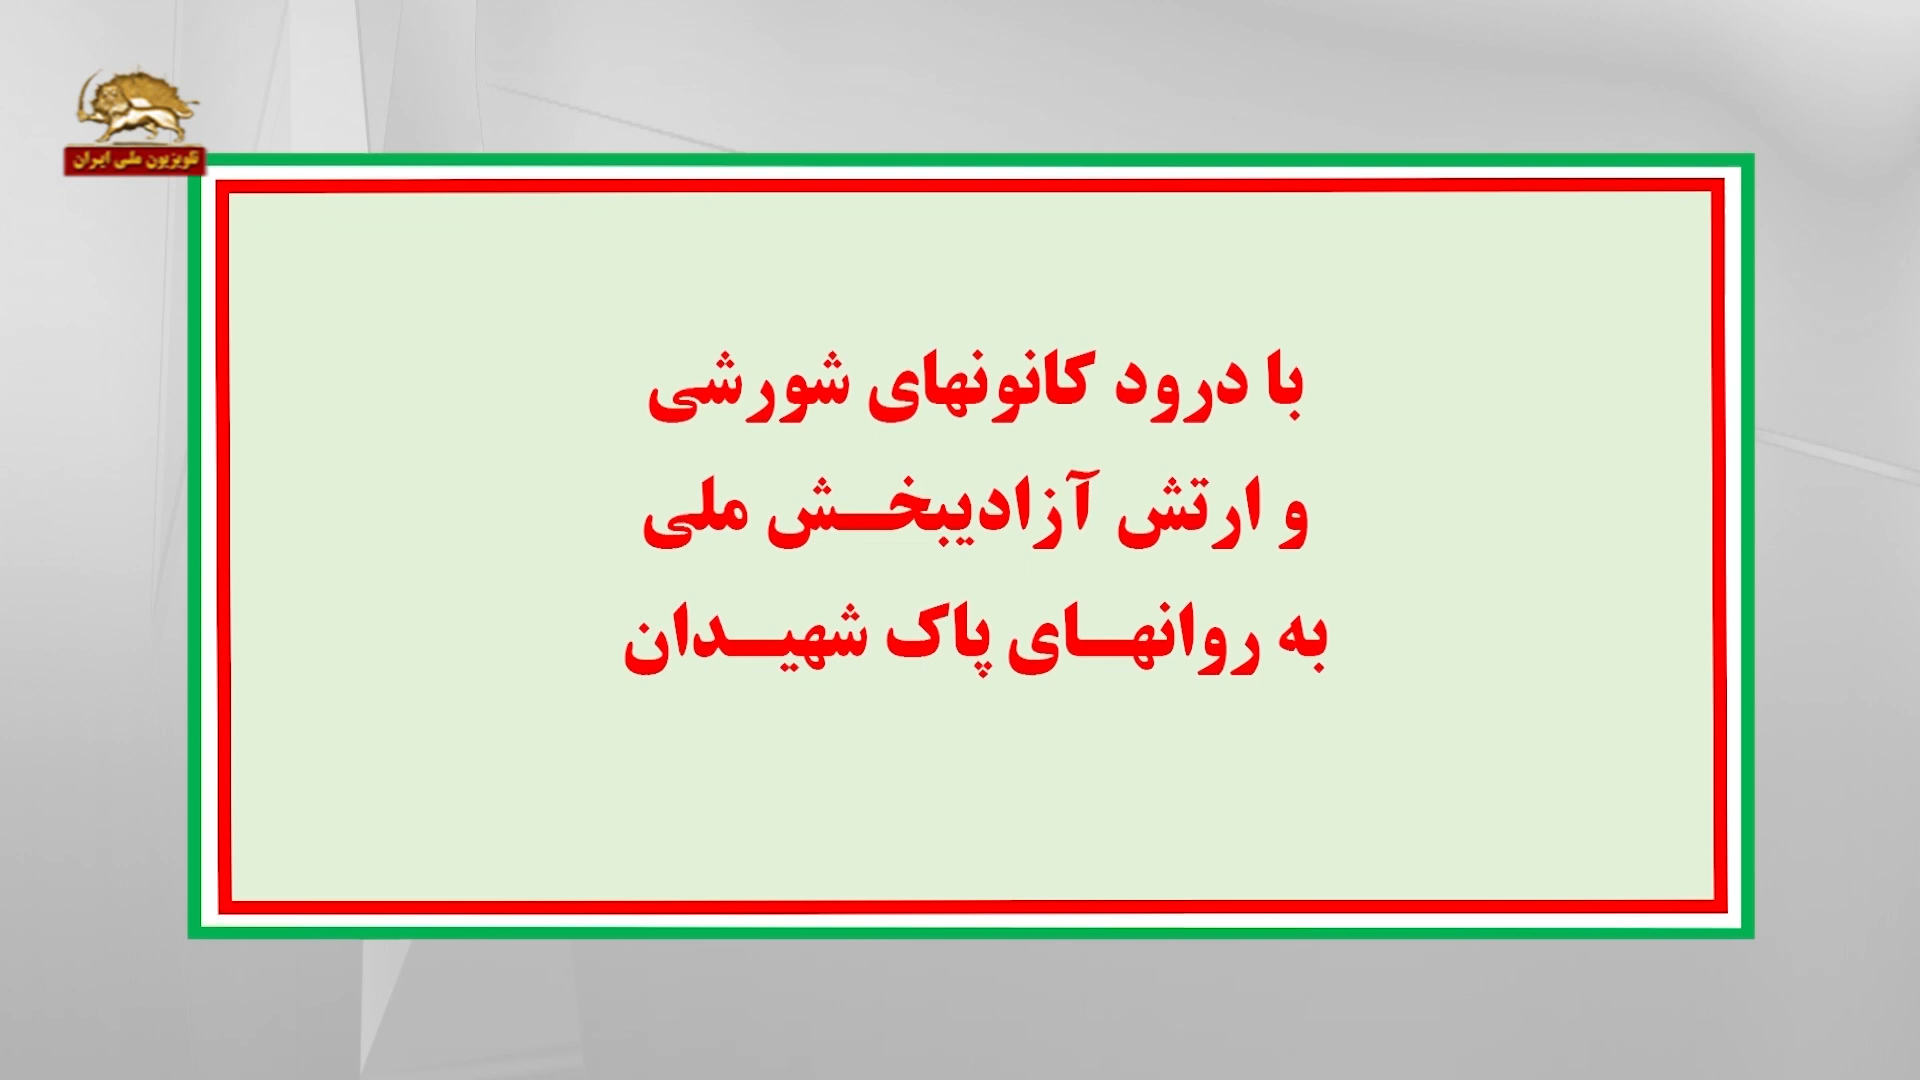 تلویزیون ملی ایران
با درود کانونهای شورشی
و ارتش آزادیبخـــش ملی
به روانهـــای پاک شهیـــدان